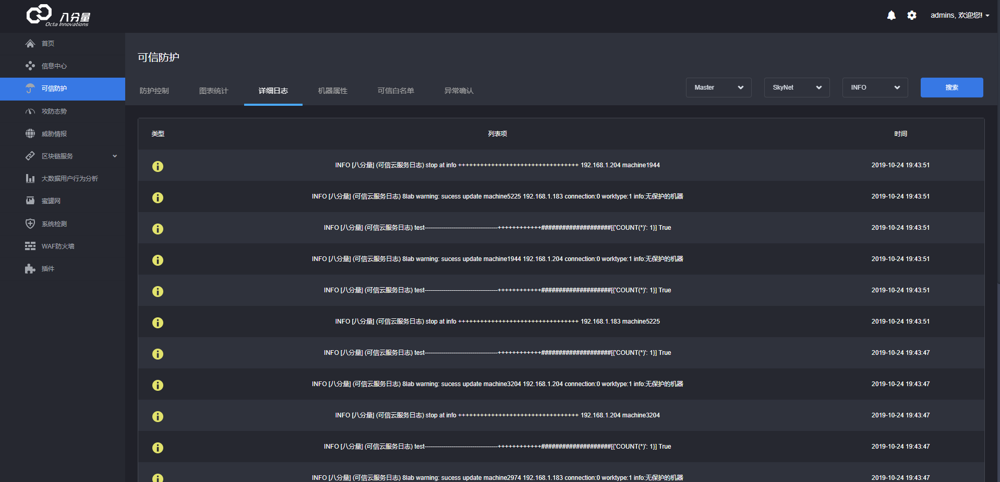 八分量
Octa Innovations
admins, 欢迎您!
首页
信息中心
可信防护
攻防态势
威胁情报
区块链服务
大数据用户行为分析
蜜罐网
系统检测
WAF防火墙
插件
可信防护
防护控制 图表统计 详细日志 机器属性 可信白名单 异常确认 Master SkyNet INFO 搜索
类型 列表项 时间
INFO [八分量] (可信云服务日志) stop at info +++++++++++++++++++++++++++++++++ 192.168.1.204 machine1944 2019-10-24 19:43:51
INFO [八分量] (可信云服务日志) 8lab warning: sucess update machine5225 192.168.1.183 connection:0 worktype:1 info:无保护的机器 2019-10-24 19:43:51
INFO [八分量] (可信云服务日志) test-----------------------------------++++++++++++####################[{'COUNT(*)': 1}] True 2019-10-24 19:43:51
INFO [八分量] (可信云服务日志) 8lab warning: sucess update machine1944 192.168.1.204 connection:0 worktype:1 info:无保护的机器 2019-10-24 19:43:51
INFO [八分量] (可信云服务日志) test-----------------------------------++++++++++++####################[{'COUNT(*)': 1}] True 2019-10-24 19:43:51
INFO [八分量] (可信云服务日志) stop at info +++++++++++++++++++++++++++++++++ 192.168.1.183 machine5225 2019-10-24 19:43:51
INFO [八分量] (可信云服务日志) test-----------------------------------++++++++++++####################[{'COUNT(*)': 1}] True 2019-10-24 19:43:47
INFO [八分量] (可信云服务日志) 8lab warning: sucess update machine3204 192.168.1.204 connection:0 worktype:1 info:无保护的机器 2019-10-24 19:43:47
INFO [八分量] (可信云服务日志) stop at info +++++++++++++++++++++++++++++++++ 192.168.1.204 machine3204 2019-10-24 19:43:47
INFO [八分量] (可信云服务日志) test-----------------------------------++++++++++++####################[{'COUNT(*)': 1}] True 2019-10-24 19:43:47
INFO [八分量] (可信云服务日志) 8lab warning: sucess update machine2974 192.168.1.183 connection:0 worktype:1 info:无保护的机器 2019-10-24 19:43:47